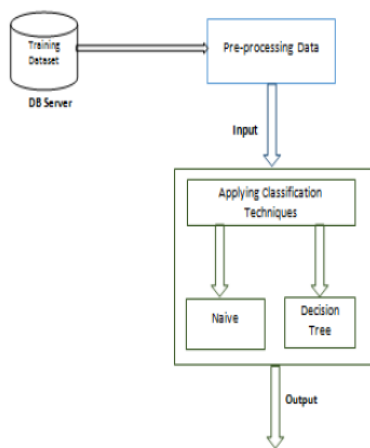 Training
Dataset
DB Server
Pre-processing Data
Input
Applying Classification
Techniques
Naive
Decision
Tree
Output